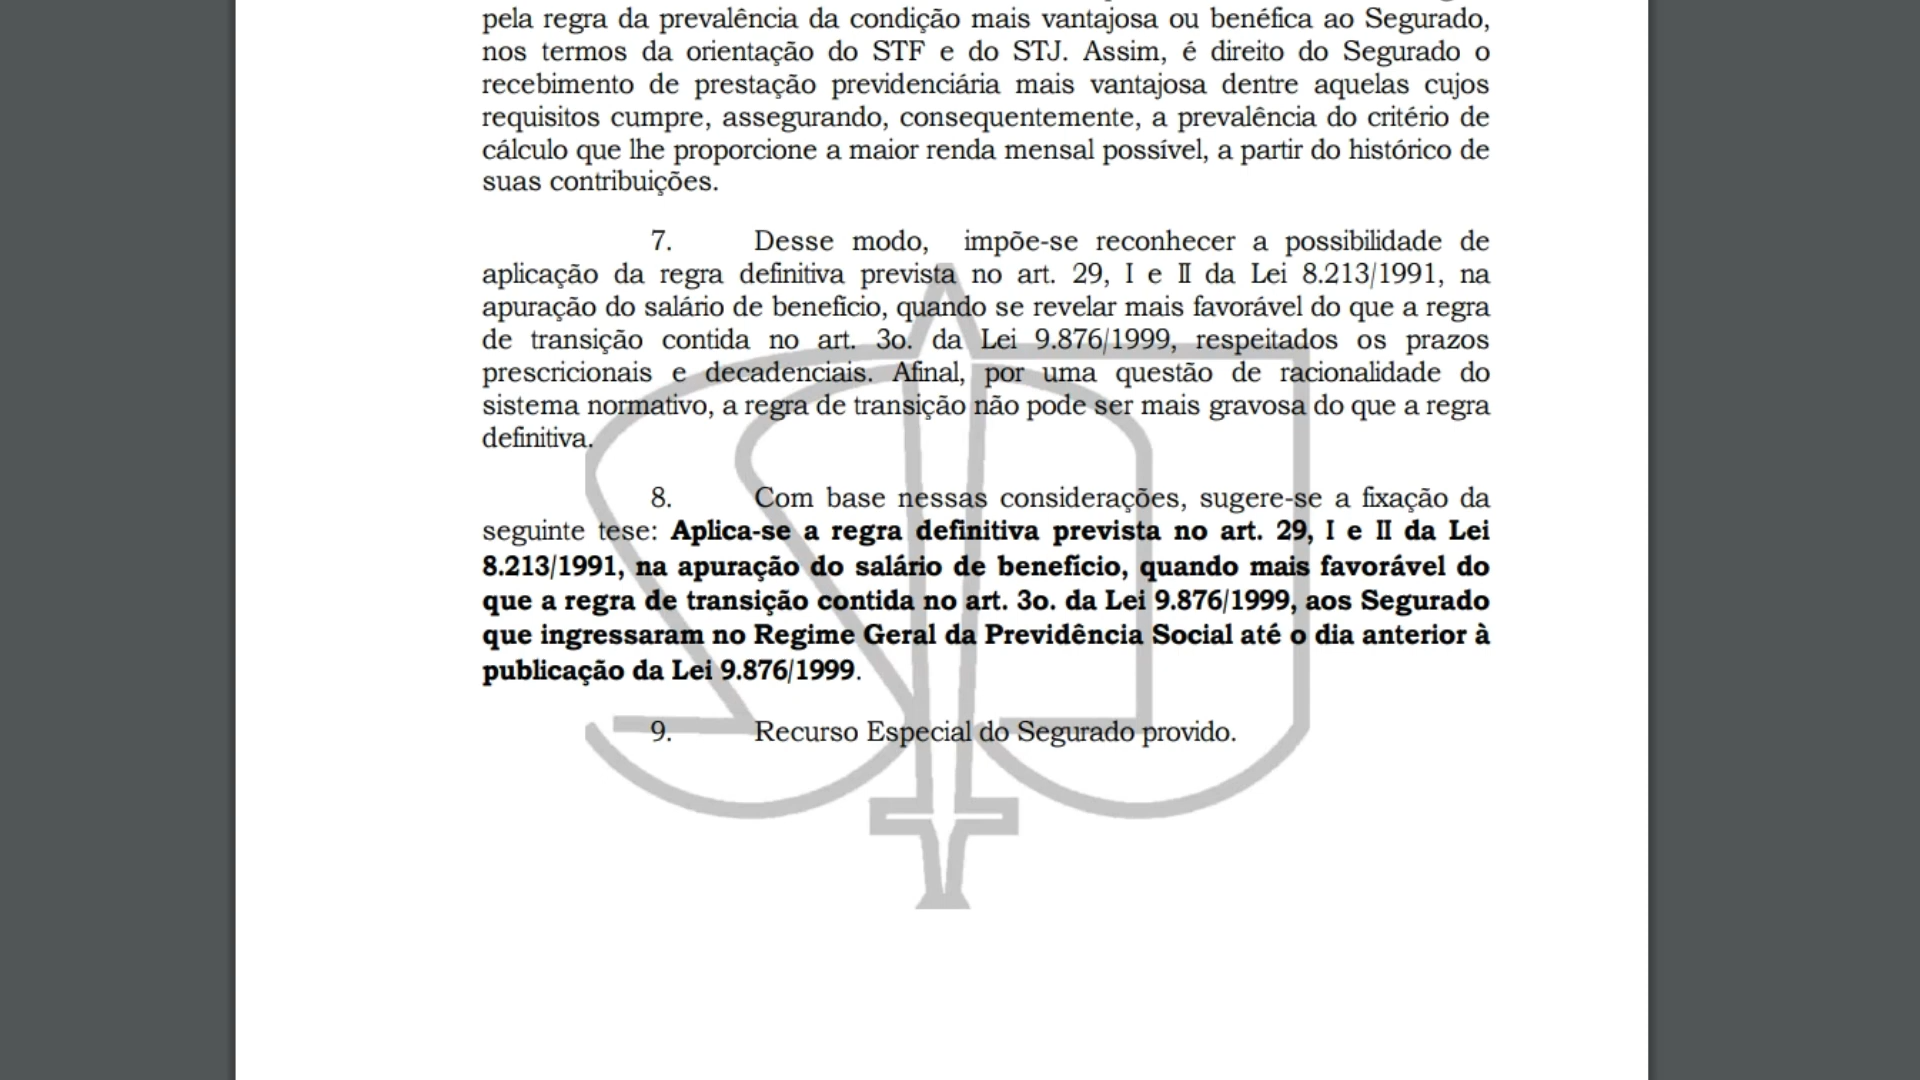 pela regra da prevalência da condição mais vantajosa ou benéfica ao Segurado,
nos termos da orientação do STF e do STJ. Assim, é direito do Segurado o
recebimento de prestação previdenciária mais vantajosa dentre aquelas cujos
requisitos cumpre, assegurando, consequentemente, a prevalência do critério de
cálculo que lhe proporcione a maior renda mensal possível, a partir do histórico de
suas contribuições.
7. Desse modo, impõe-se reconhecer a possibilidade de
aplicação da regra definitiva prevista no art. 29, I e II da Lei 8.213/1991, na
apuração do salário de benefício, quando se revelar mais favorável do que a regra
de transição contida no art. 3o. da Lei 9.876/1999, respeitados os prazos
prescricionais e decadenciais. Afinal, por uma questão de racionalidade do
sistema normativo, a regra de transição não pode ser mais gravosa do que a regra
definitiva.
8. Com base nessas considerações, sugere-se a fixação da
seguinte tese: Aplica-se a regra definitiva prevista no art. 29, I e II da Lei
8.213/1991, na apuração do salário de benefício, quando mais favorável do
que a regra de transição contida no art. 3o. da Lei 9.876/1999, aos Segurado
que ingressaram no Regime Geral da Previdência Social até o dia anterior à
publicação da Lei 9.876/1999.
9. Recurso Especial do Segurado provido.